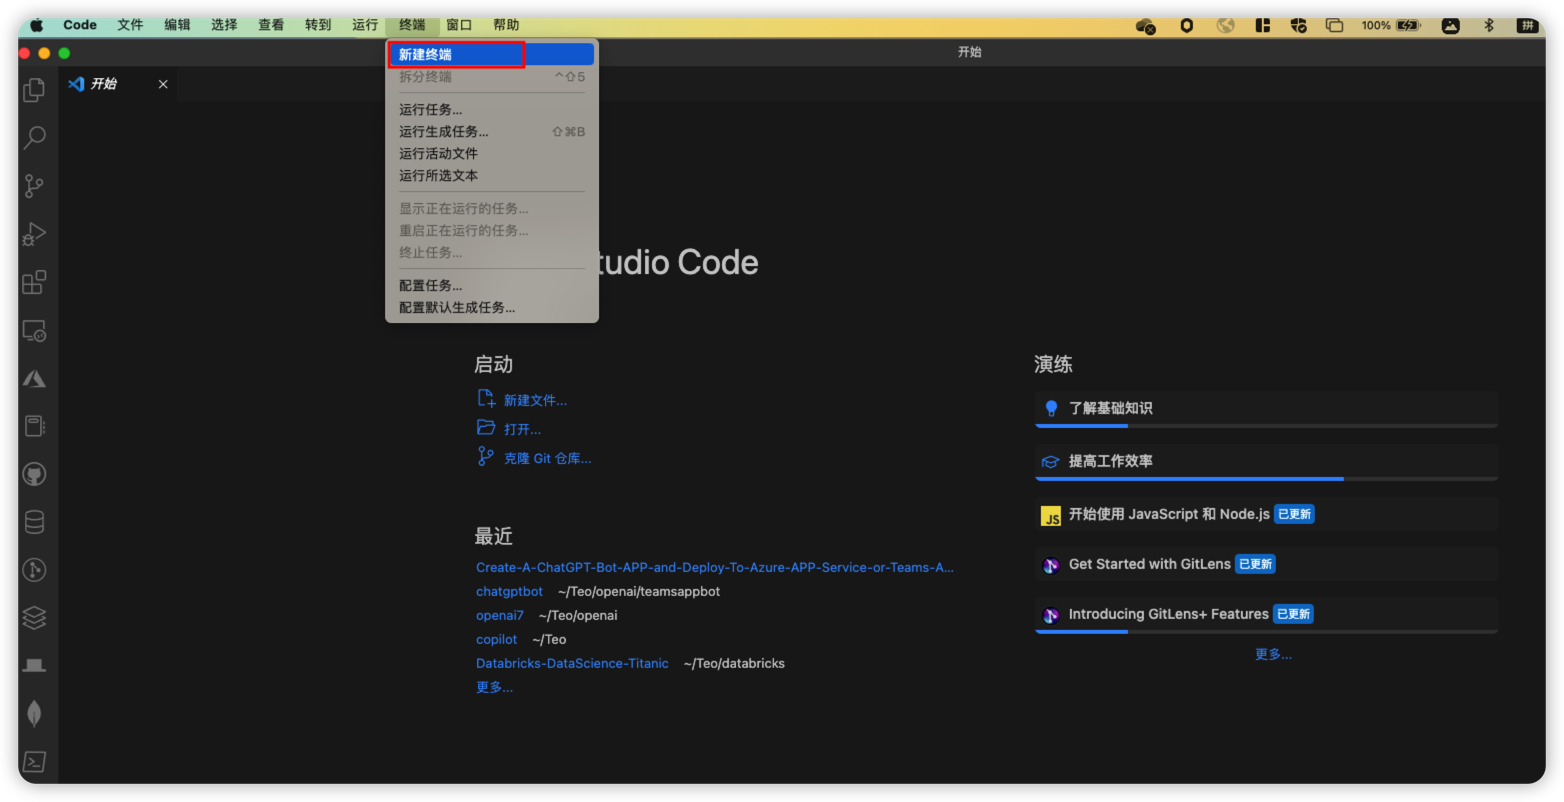 Code 文件 编辑 选择 查看 转到 运行 终端 窗口 帮助 100% 拼
开始
开始
新建终端
拆分终端 ^⇧5
运行任务...
运行生成任务... ⇧⌘B
运行活动文件
运行所选文本
显示正在运行的任务...
重启正在运行的任务...
终止任务...
配置任务...
配置默认生成任务...
tudio Code
启动
新建文件...
打开...
克隆 Git 仓库...
最近
Create-A-ChatGPT-Bot-APP-and-Deploy-To-Azure-APP-Service-or-Teams-A...
chatgptbot ~/Teo/openai/teamsappbot
openai7 ~/Teo/openai
copilot ~/Teo
Databricks-DataScience-Titanic ~/Teo/databricks
更多...
演练
了解基础知识
提高工作效率
JS 开始使用 JavaScript 和 Node.js 已更新
Get Started with GitLens 已更新
Introducing GitLens+ Features 已更新
更多...